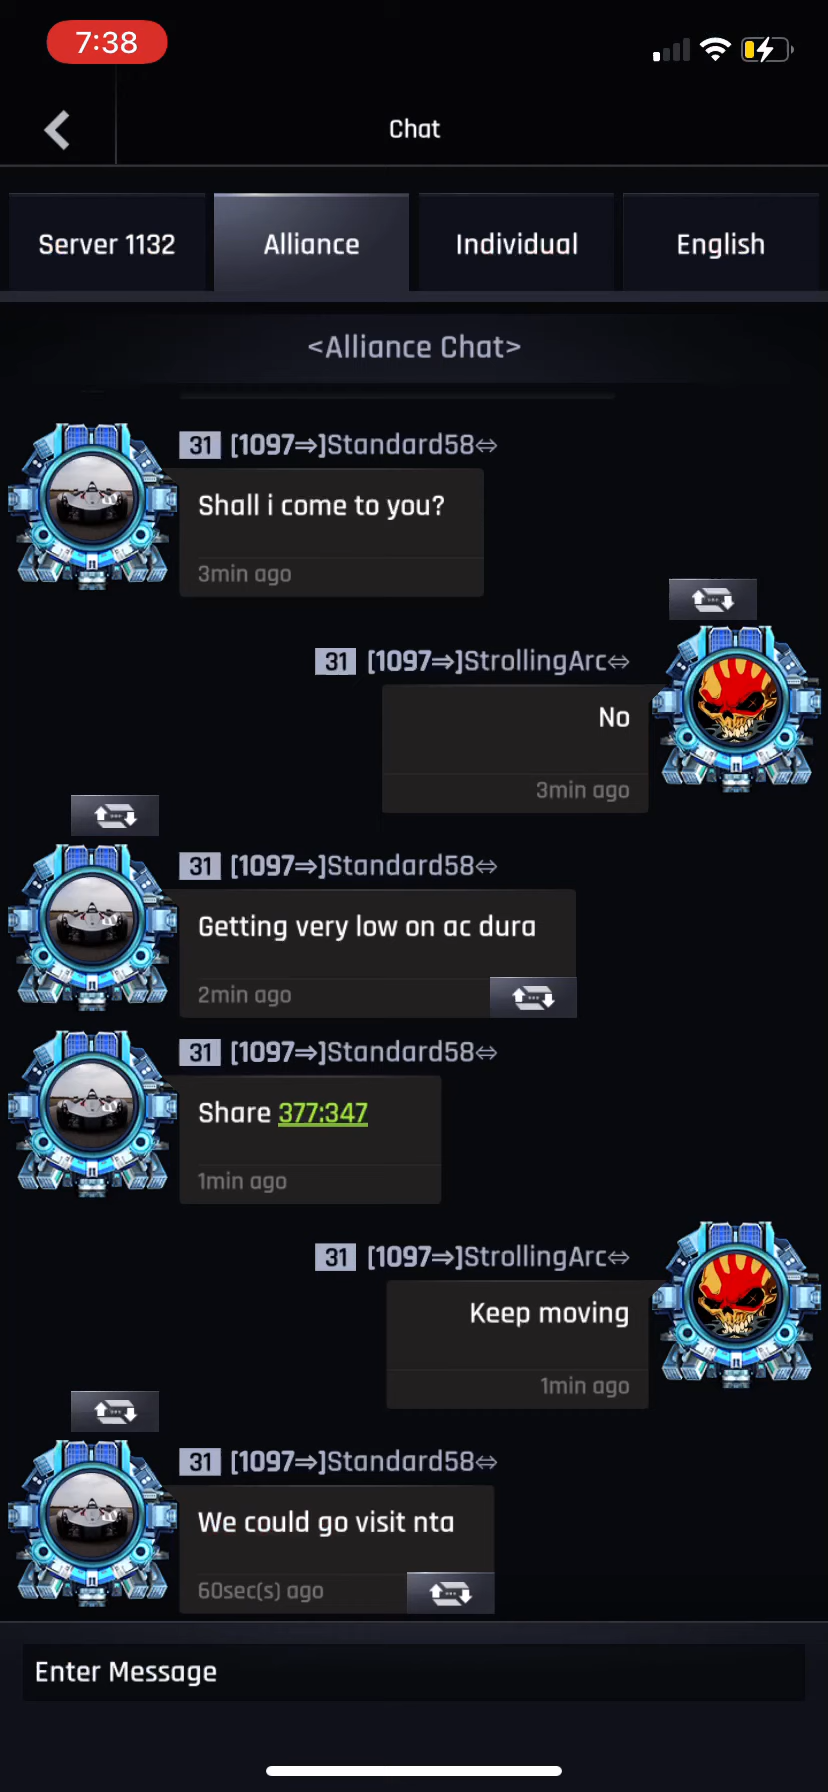 7:38
Chat
Server 1132
Alliance
Individual
English
<Alliance Chat>
31 [1097⇒]Standard58⇔
Shall i come to you?
3min ago
31 [1097⇒]StrollingArc⇔
No
3min ago
31 [1097⇒]Standard58⇔
Getting very low on ac dura
2min ago
31 [1097⇒]Standard58⇔
Share 377:347
1min ago
31 [1097⇒]StrollingArc⇔
Keep moving
1min ago
31 [1097⇒]Standard58⇔
We could go visit nta
60sec(s) ago
Enter Message